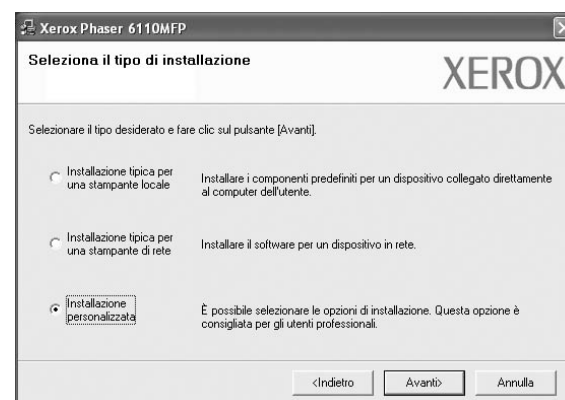 Xerox Phaser 6110MFP
Seleziona il tipo di installazione
XEROX
Selezionare il tipo desiderato e fare clic sul pulsante [Avanti].
Installazione tipica per
una stampante locale
Installare i componenti predefiniti per un dispositivo collegato direttamente
al computer dell'utente.
Installazione tipica per
una stampante di rete
Installare il software per un dispositivo in rete.
Installazione
personalizzata
È possibile selezionare le opzioni di installazione. Questa opzione è
consigliata per gli utenti professionali.
<Indietro
Avanti>
Annulla